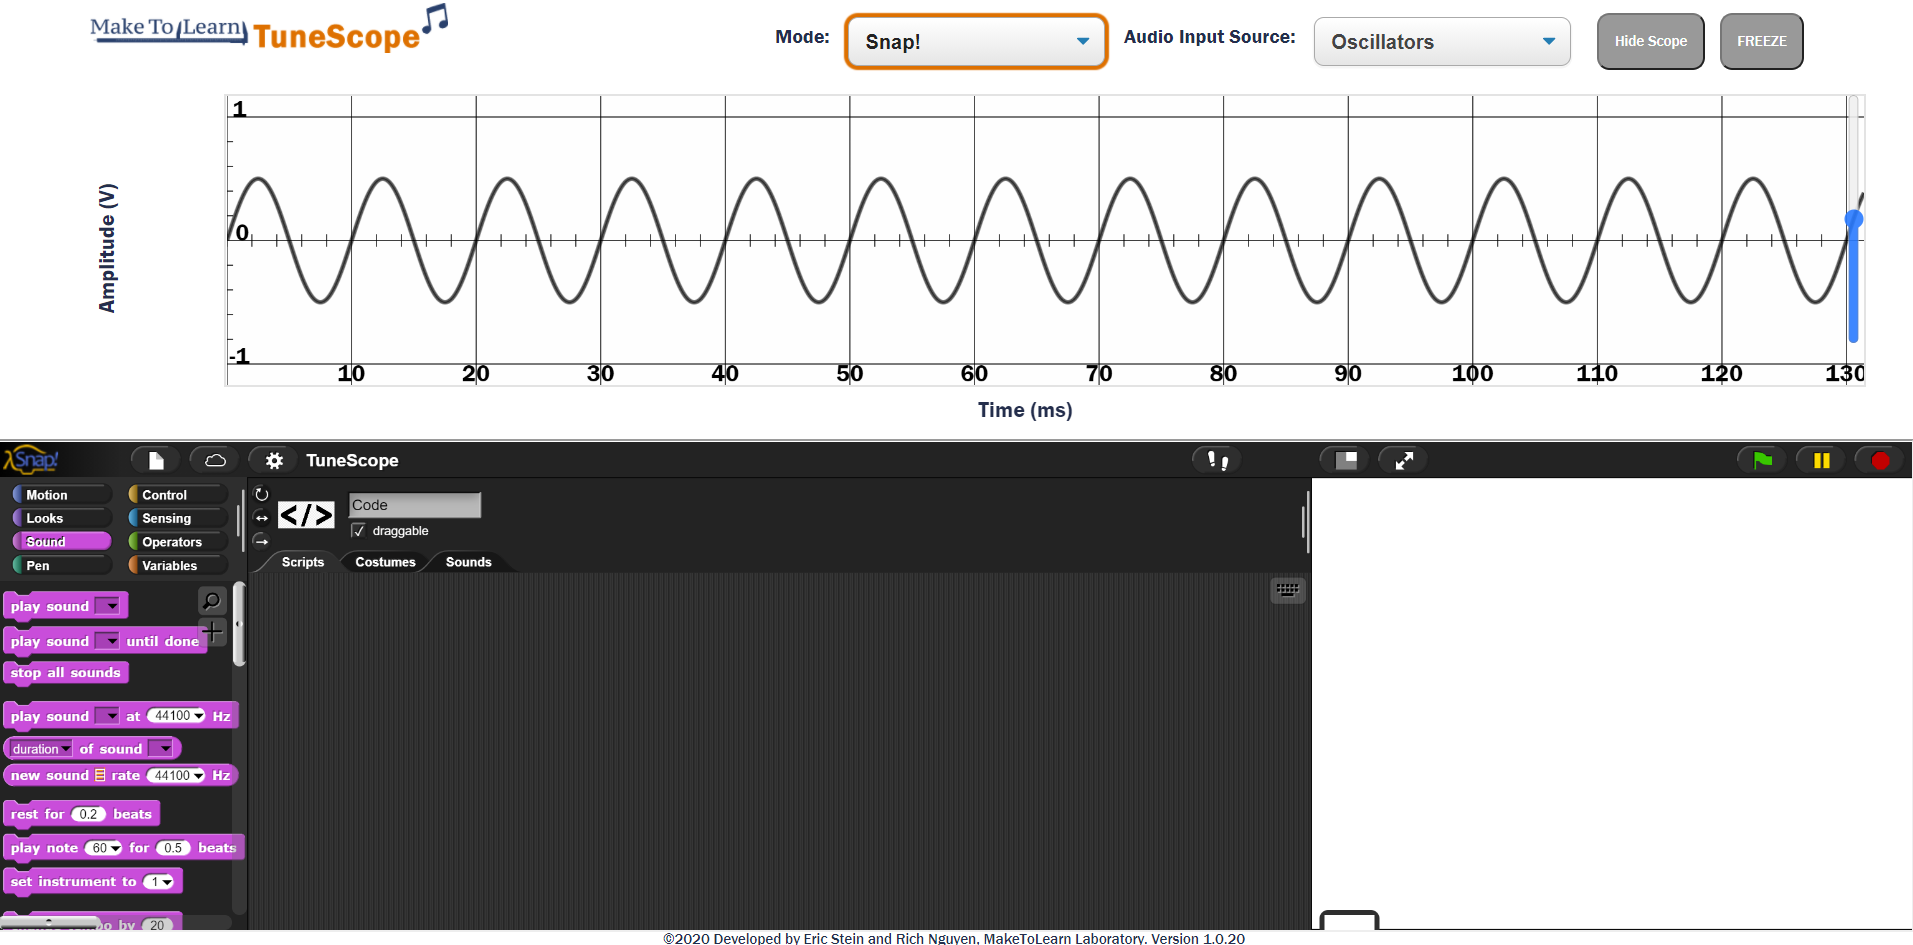 Make To Learn TuneScope
Mode: Snap! Audio Input Source: Oscillators Hide Scope FREEZE
1
0
-1
Amplitude (V)
10 20 30 40 50 60 70 80 90 100 110 120 130
Time (ms)
λSnap! TuneScope
Motion Control
Looks Sensing
Sound Operators
Pen Variables
</> Code
draggable
Scripts Costumes Sounds
play sound
play sound until done
stop all sounds
play sound at 44100 Hz
duration of sound
new sound rate 44100 Hz
rest for 0.2 beats
play note 60 for 0.5 beats
set instrument to 1
by 20
©2020 Developed by Eric Stein and Rich Nguyen, MakeToLearn Laboratory. Version 1.0.20